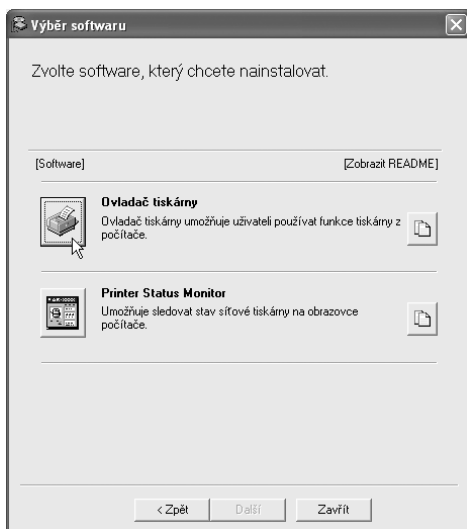 Výběr softwaru
Zvolte software, který chcete nainstalovat.
[Software] [Zobrazit README]
Ovladač tiskárny
Ovladač tiskárny umožňuje uživateli používat funkce tiskárny z
počítače.
Printer Status Monitor
Umožňuje sledovat stav síťové tiskárny na obrazovce
počítače.
< Zpět Další Zavřít